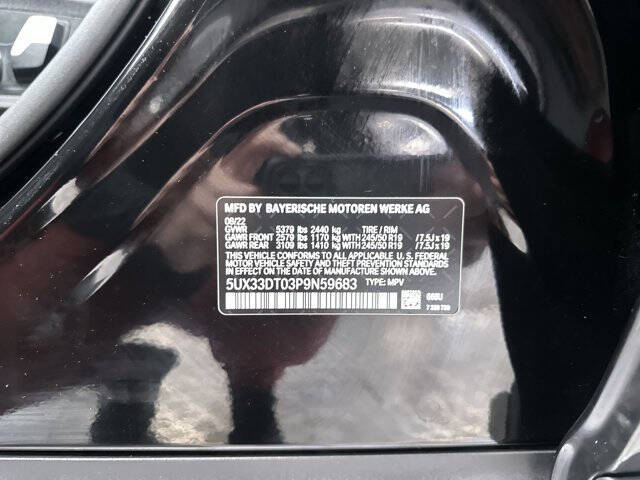 MFD BY BAYERISCHE MOTOREN WERKE AG
08/22
GVWR 5379 lbs 2440 kg TIRE / RIM
GAWR FRONT 2579 lbs 1170 kg WITH 245/50 R19 /7.5J x 19
GAWR REAR 3109 lbs 1410 kg WITH 245/50 R19 /7.5J x 19
THIS VEHICLE CONFORMS TO ALL APPLICABLE U. S. FEDERAL
MOTOR VEHICLE SAFETY, BUMPER, AND THEFT PREVENTION
STANDARDS IN EFFECT ON THE DATE OF MANUFACTURE SHOWN ABOVE.
5UX33DT03P9N59683 TYPE: MPV